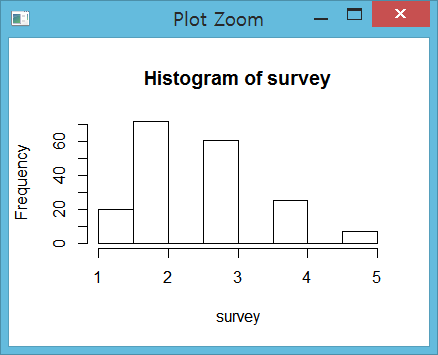 Plot Zoom
Histogram of survey
Frequency
60
40
20
0
1 2 3 4 5
survey